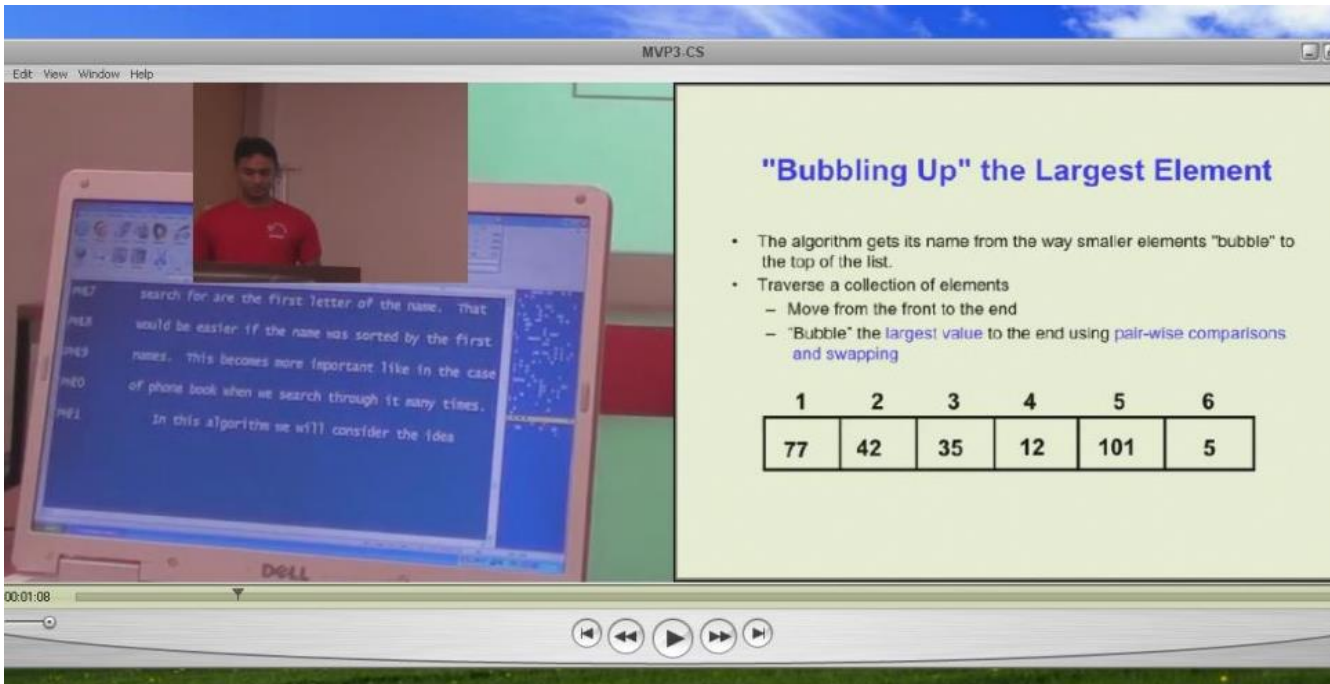 MVP3-CS
Edit View Window Help
search for are the first letter of the name. That
would be easier if the name was sorted by the first
names. This becomes more important like in the case
of phone book when we search through it many times.
In this algorithm we will consider the idea
DELL
"Bubbling Up" the Largest Element
• The algorithm gets its name from the way smaller elements "bubble" to
the top of the list.
• Traverse a collection of elements
– Move from the front to the end
– "Bubble" the largest value to the end using pair-wise comparisons
and swapping
1 2 3 4 5 6
77 42 35 12 101 5
00:01:08